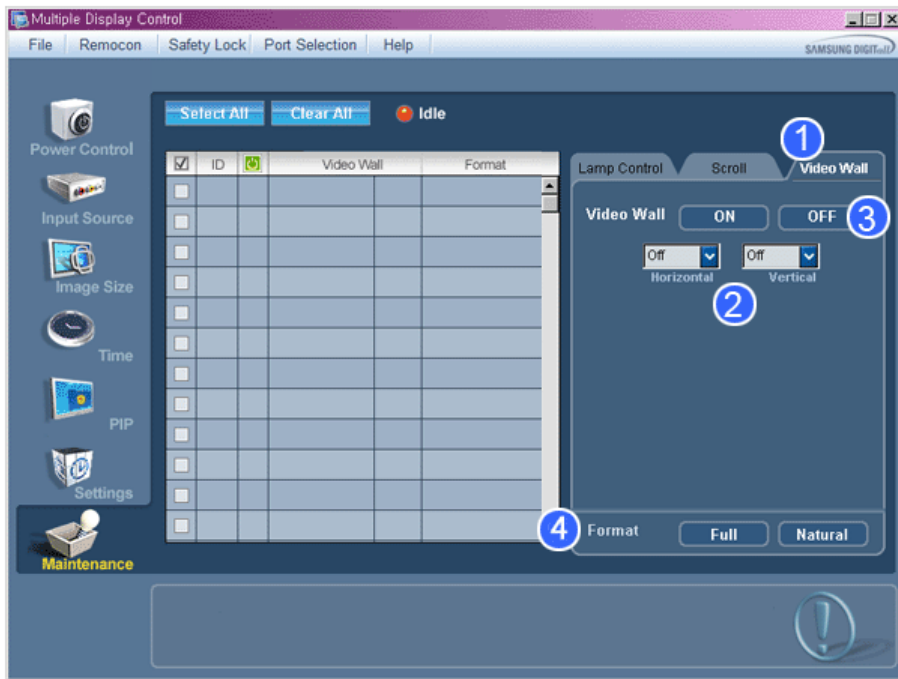 Multiple Display Control
File Remocon Safety Lock Port Selection Help
SAMSUNG DIGITall
Select All Clear All Idle
Power Control
Input Source
Image Size
Time
PIP
Settings
Maintenance
ID Video Wall Format
1
Lamp Control Scroll Video Wall
Video Wall ON OFF 3
Off Off
Horizontal Vertical
2
4 Format Full Natural